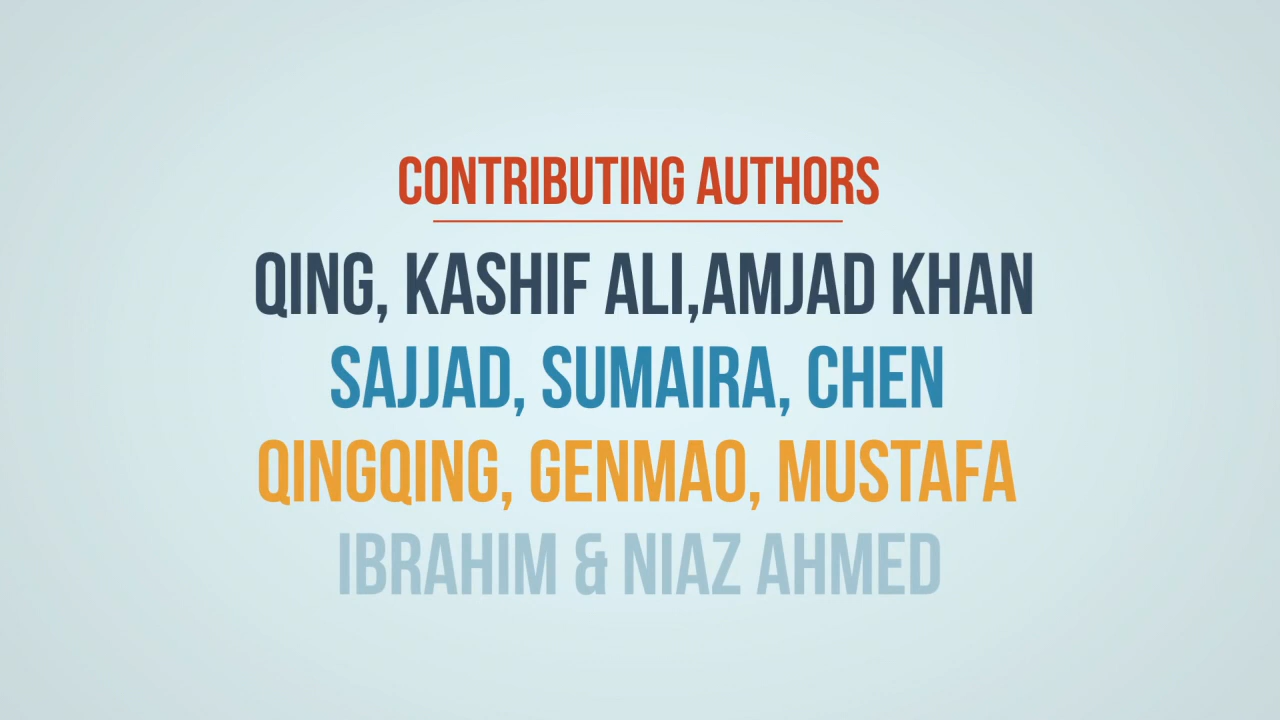 CONTRIBUTING AUTHORS
QING, KASHIF ALI,AMJAD KHAN
SAJJAD, SUMAIRA, CHEN
QINGQING, GENMAO, MUSTAFA
IBRAHIM & NIAZ AHMED